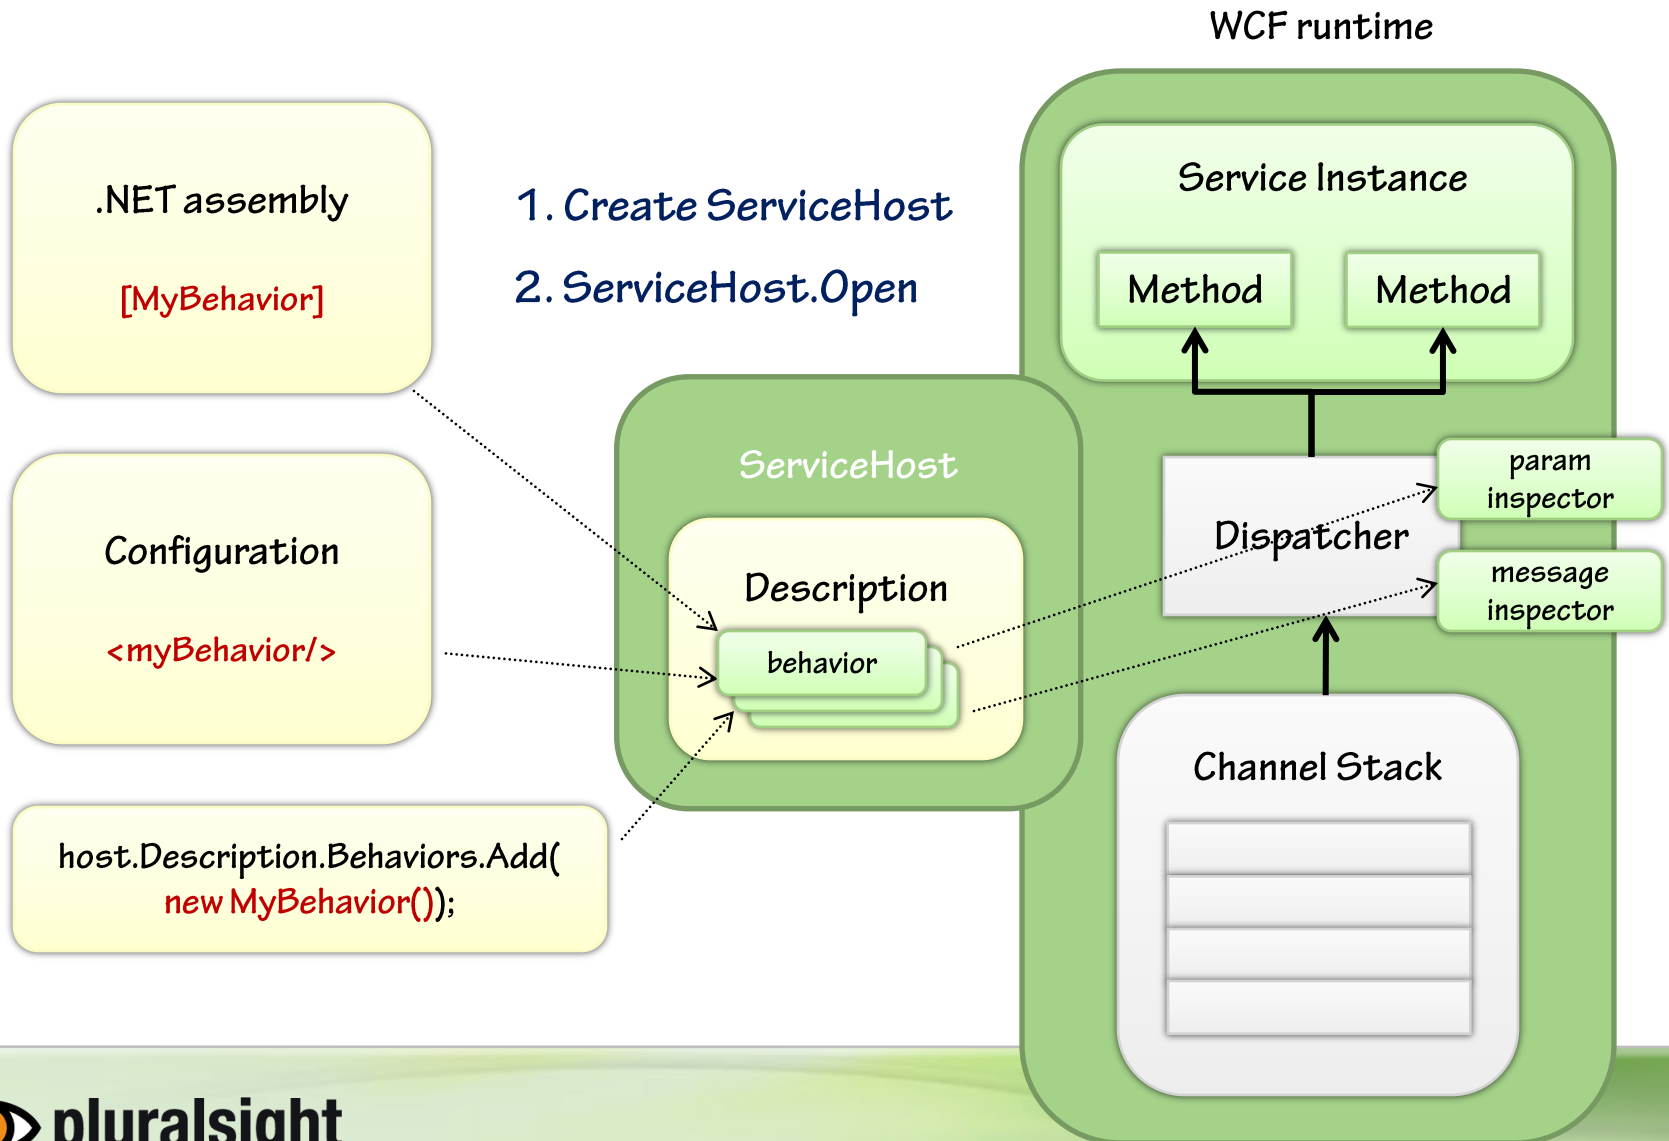 WCF runtime
.NET assembly
[MyBehavior]
1. Create ServiceHost
2. ServiceHost.Open
Service Instance
Method
Method
Configuration
<myBehavior/>
ServiceHost
Description
behavior
Dispatcher
param
inspector
message
inspector
host.Description.Behaviors.Add(
new MyBehavior());
Channel Stack
pluralsight